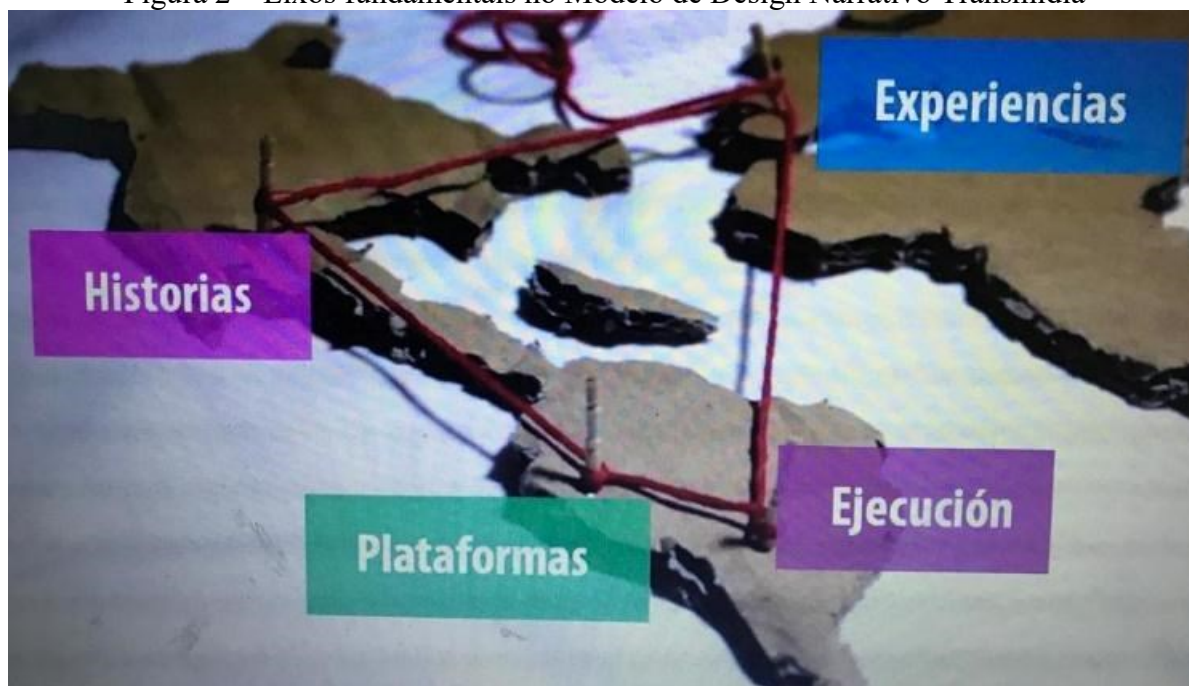 Figura 2 – Eixos fundamentais no Modelo de Design Narrativo Transmídia
Experiencias
Historias
Ejecución
Plataformas